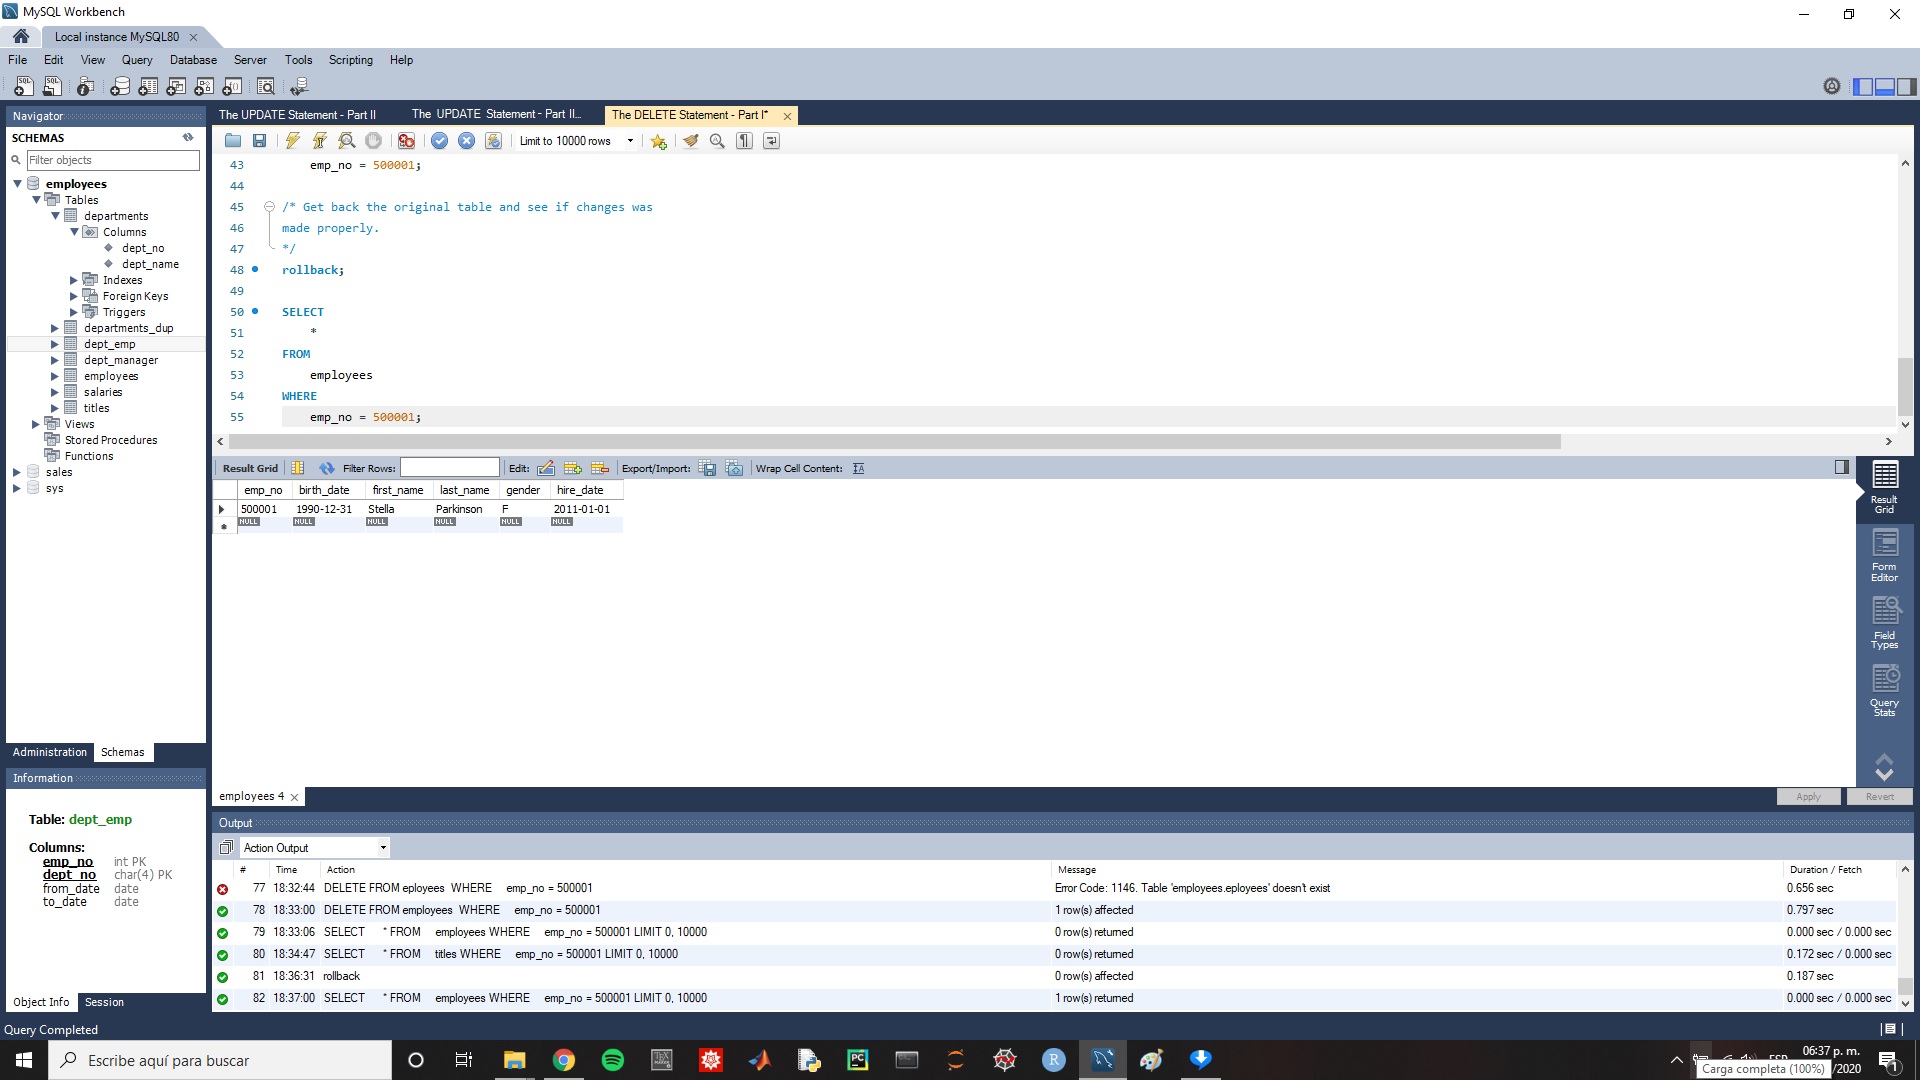 MySQL Workbench
Local instance MySQL80
File Edit View Query Database Server Tools Scripting Help
Navigator
SCHEMAS
Filter objects
employees
Tables
departments
Columns
dept_no
dept_name
Indexes
Foreign Keys
Triggers
departments_dup
dept_emp
dept_manager
employees
salaries
titles
Views
Stored Procedures
Functions
sales
sys
Administration Schemas
Information
Table: dept_emp
Columns:
emp_no int PK
dept_no char(4) PK
from_date date
to_date date
Object Info Session
The UPDATE Statement - Part II The UPDATE Statement - Part II... The DELETE Statement - Part I*
Limit to 10000 rows
43 emp_no = 500001;
44
45 /* Get back the original table and see if changes was
46 made properly.
47 */
48 rollback;
49
50 SELECT
51 *
52 FROM
53 employees
54 WHERE
55 emp_no = 500001;
Result Grid Filter Rows: Edit: Export/Import: Wrap Cell Content:
emp_no birth_date first_name last_name gender hire_date
500001 1990-12-31 Stella Parkinson F 2011-01-01
NULL NULL NULL NULL NULL NULL
Result
Grid
Form
Editor
Field
Types
Query
Stats
employees 4
Apply Revert
Output
Action Output
# Time Action Message Duration / Fetch
77 18:32:44 DELETE FROM eployees WHERE emp_no = 500001 Error Code: 1146. Table 'employees.eployees' doesn't exist 0.656 sec
78 18:33:00 DELETE FROM employees WHERE emp_no = 500001 1 row(s) affected 0.797 sec
79 18:33:06 SELECT * FROM employees WHERE emp_no = 500001 LIMIT 0, 10000 0 row(s) returned 0.000 sec / 0.000 sec
80 18:34:47 SELECT * FROM titles WHERE emp_no = 500001 LIMIT 0, 10000 0 row(s) returned 0.172 sec / 0.000 sec
81 18:36:31 rollback 0 row(s) affected 0.187 sec
82 18:37:00 SELECT * FROM employees WHERE emp_no = 500001 LIMIT 0, 10000 1 row(s) returned 0.000 sec / 0.000 sec
Query Completed
Escribe aquí para buscar
06:37 p. m.
/2020
Carga completa (100%)
1